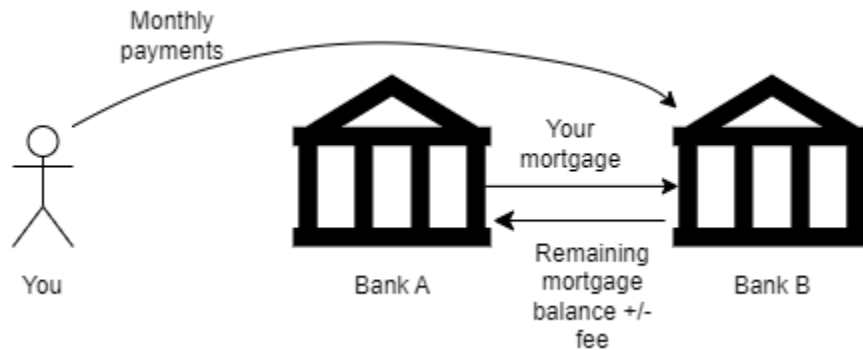 Monthly
payments
Your
mortgage
Remaining
mortgage
balance +/-
fee
You
Bank A
Bank B